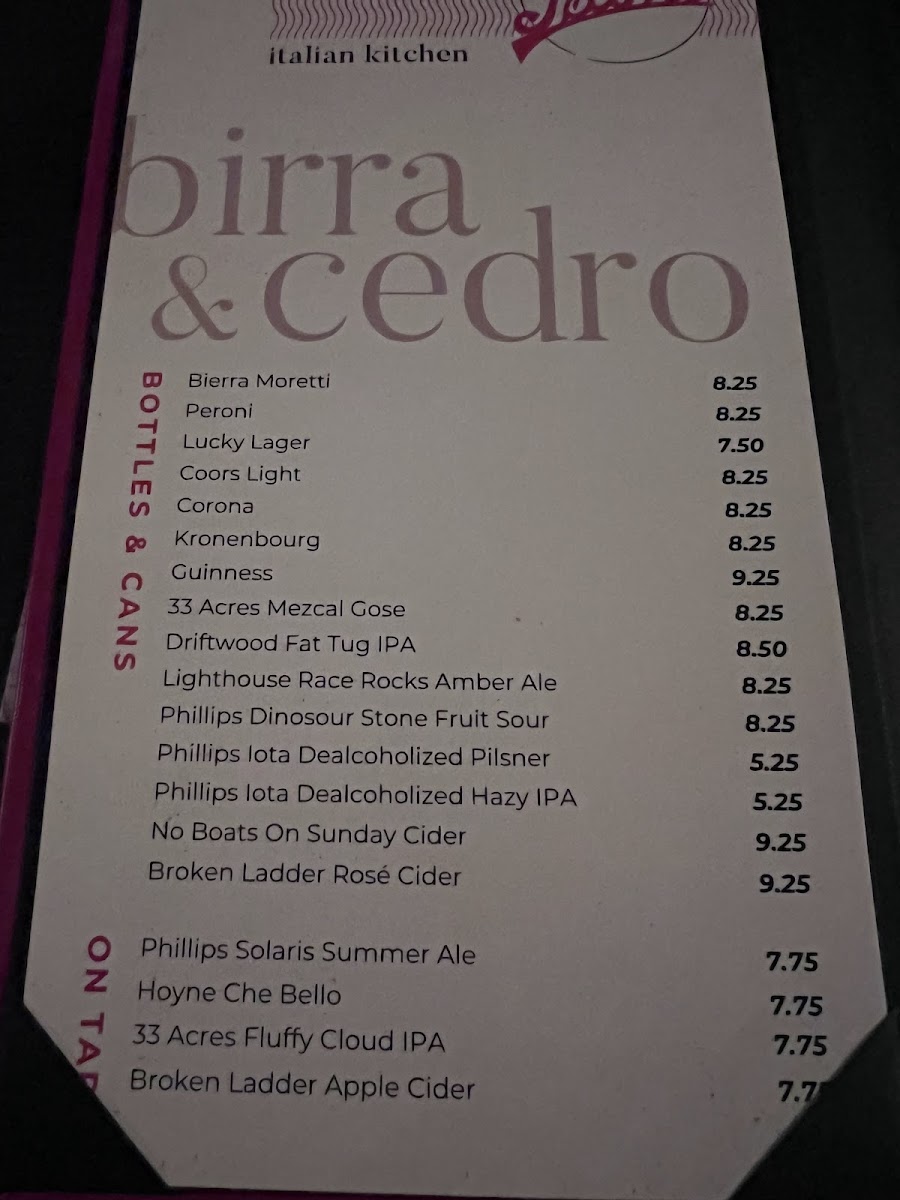 italian kitchen
birra
& cedro
BOTTLES & CANS
Bierra Moretti 8.25
Peroni 8.25
Lucky Lager 7.50
Coors Light 8.25
Corona 8.25
Kronenbourg 8.25
Guinness 9.25
33 Acres Mezcal Gose 8.25
Driftwood Fat Tug IPA 8.50
Lighthouse Race Rocks Amber Ale 8.25
Phillips Dinosour Stone Fruit Sour 8.25
Phillips Iota Dealcoholized Pilsner 5.25
Phillips Iota Dealcoholized Hazy IPA 5.25
No Boats On Sunday Cider 9.25
Broken Ladder Rosé Cider 9.25
ON TAP
Phillips Solaris Summer Ale 7.75
Hoyne Che Bello 7.75
33 Acres Fluffy Cloud IPA 7.75
Broken Ladder Apple Cider 7.7